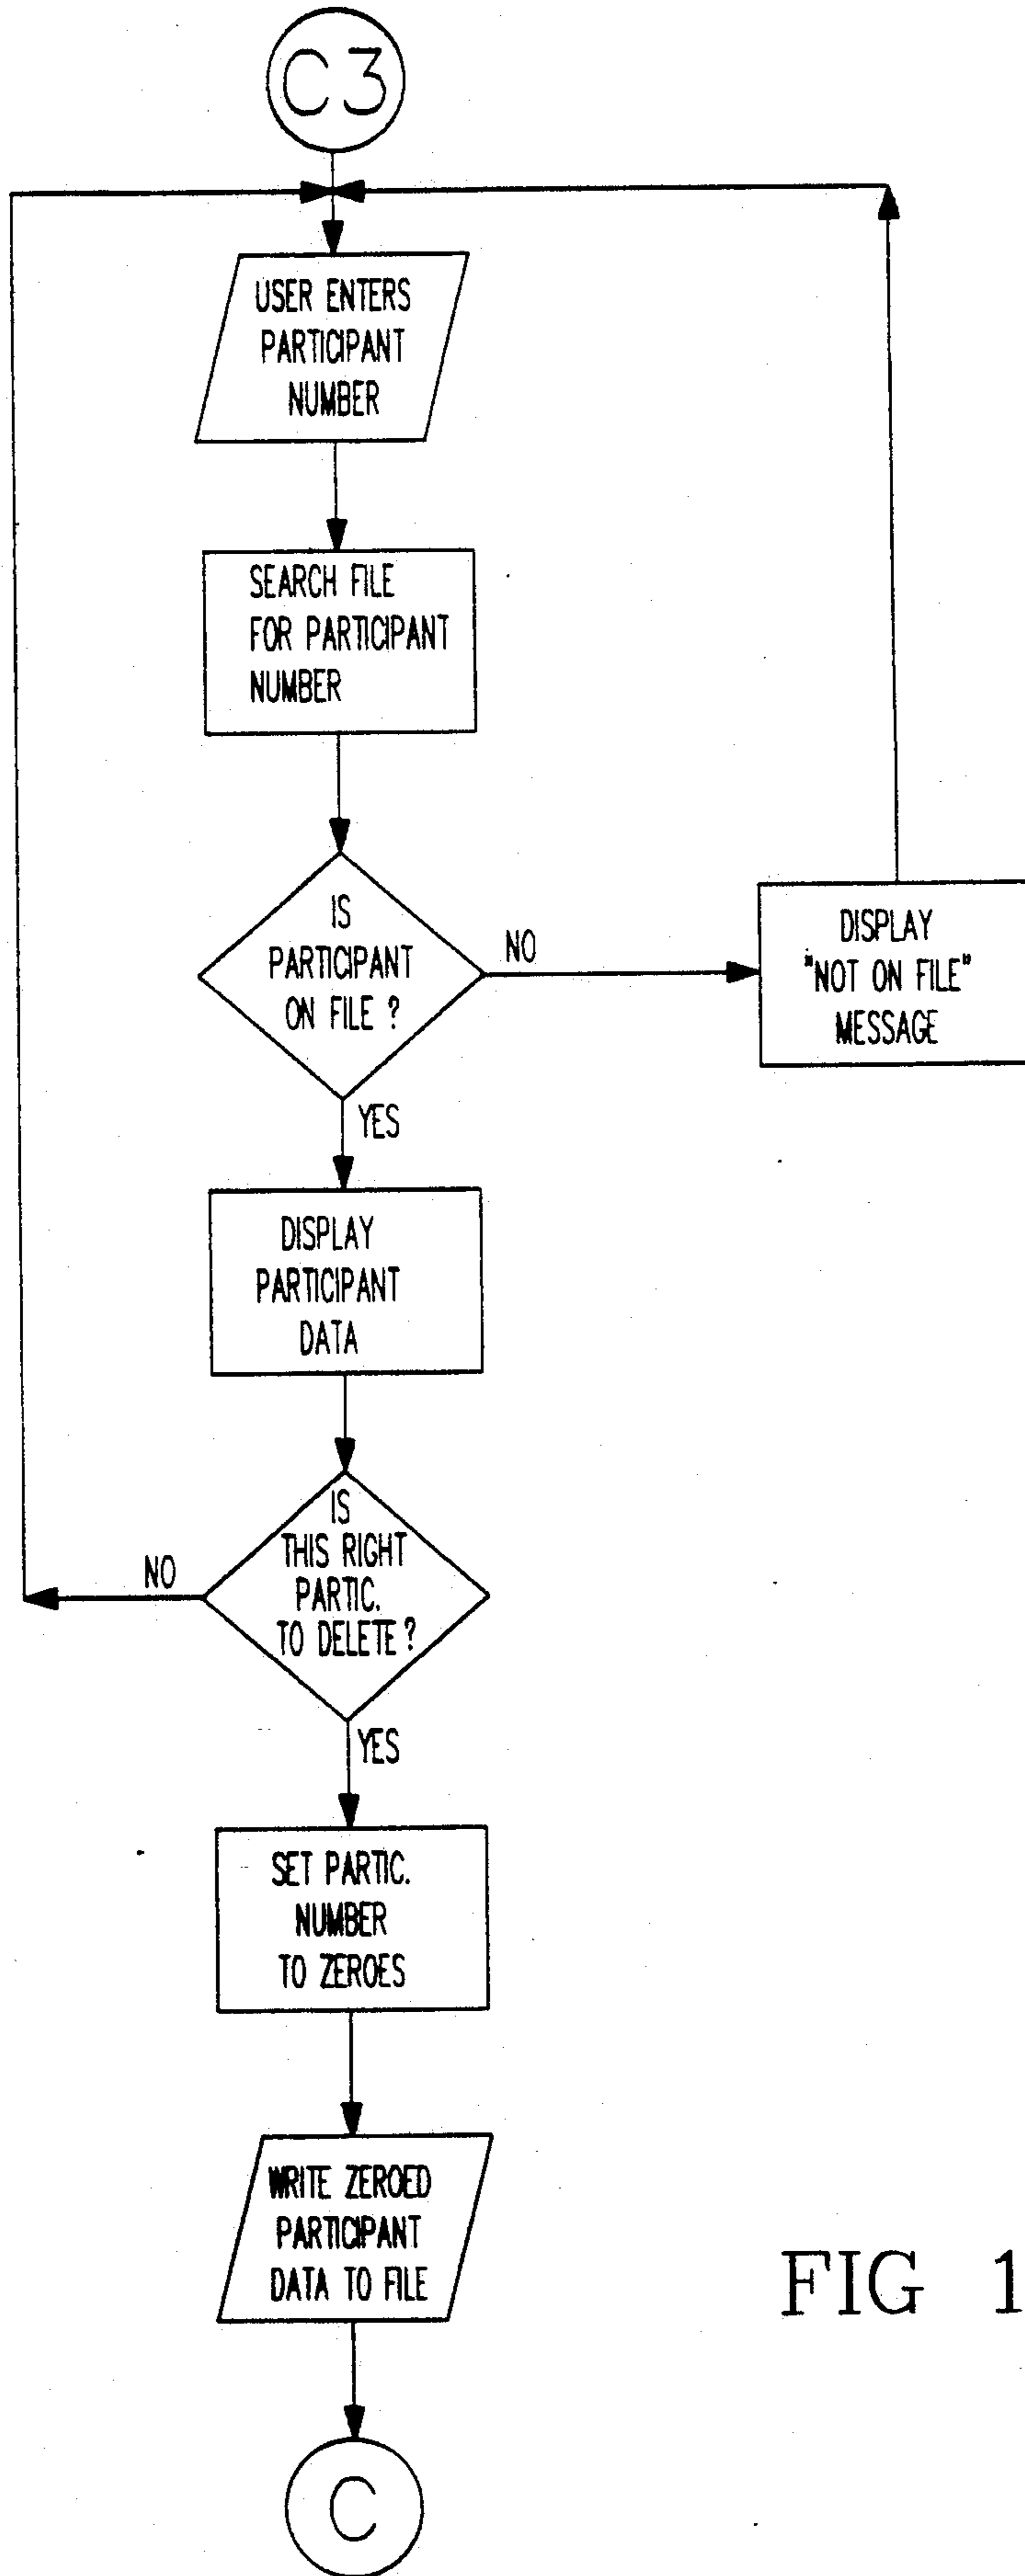 C3
USER ENTERS
PARTICIPANT
NUMBER
SEARCH FILE
FOR PARTICIPANT
NUMBER
IS
PARTICIPANT
ON FILE ?
NO
DISPLAY
"NOT ON FILE"
MESSAGE
YES
DISPLAY
PARTICIPANT
DATA
IS
THIS RIGHT
PARTIC.
TO DELETE ?
NO
YES
SET PARTIC.
NUMBER
TO ZEROES
WRITE ZEROED
PARTICIPANT
DATA TO FILE
FIG 1
C